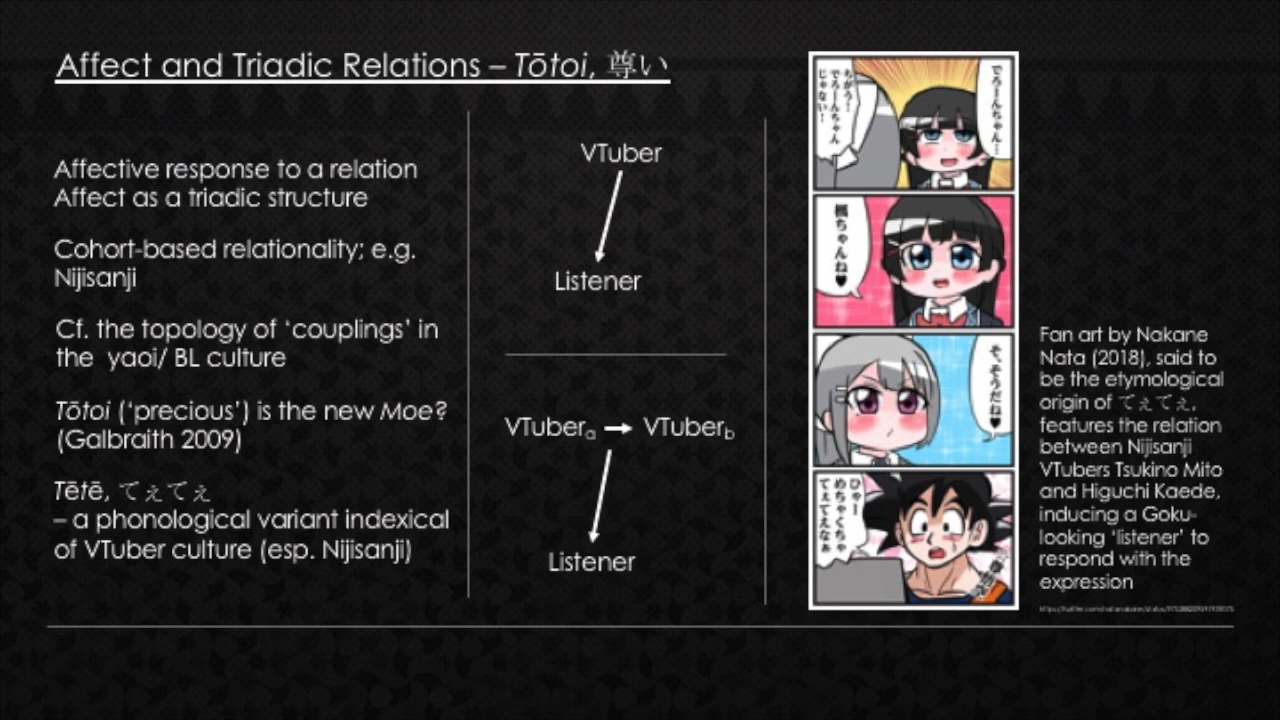 Affect and Triadic Relations – Tōtoi, 尊い
Affective response to a relation
Affect as a triadic structure
Cohort-based relationality; e.g.
Nijisanji
Cf. the topology of ‘couplings’ in
the yaoi/ BL culture
Tōtoi (‘precious’) is the new Moe?
(Galbraith 2009)
Tētē, てぇてぇ
– a phonological variant indexical
of VTuber culture (esp. Nijisanji)
VTuber
Listener
VTubera
VTuberb
Listener
でろーんちゃん…
ちがう！
でろーんちゃん
じゃない！
楓ちゃんね♥
そ、そうだね♥
ひゃー
めちゃくちゃ
てぇてえなぁ
Fan art by Nakane
Nata (2018), said to
be the etymological
origin of てぇてぇ,
features the relation
between Nijisanji
VTubers Tsukino Mito
and Higuchi Kaede,
inducing a Goku-
looking ‘listener’ to
respond with the
expression